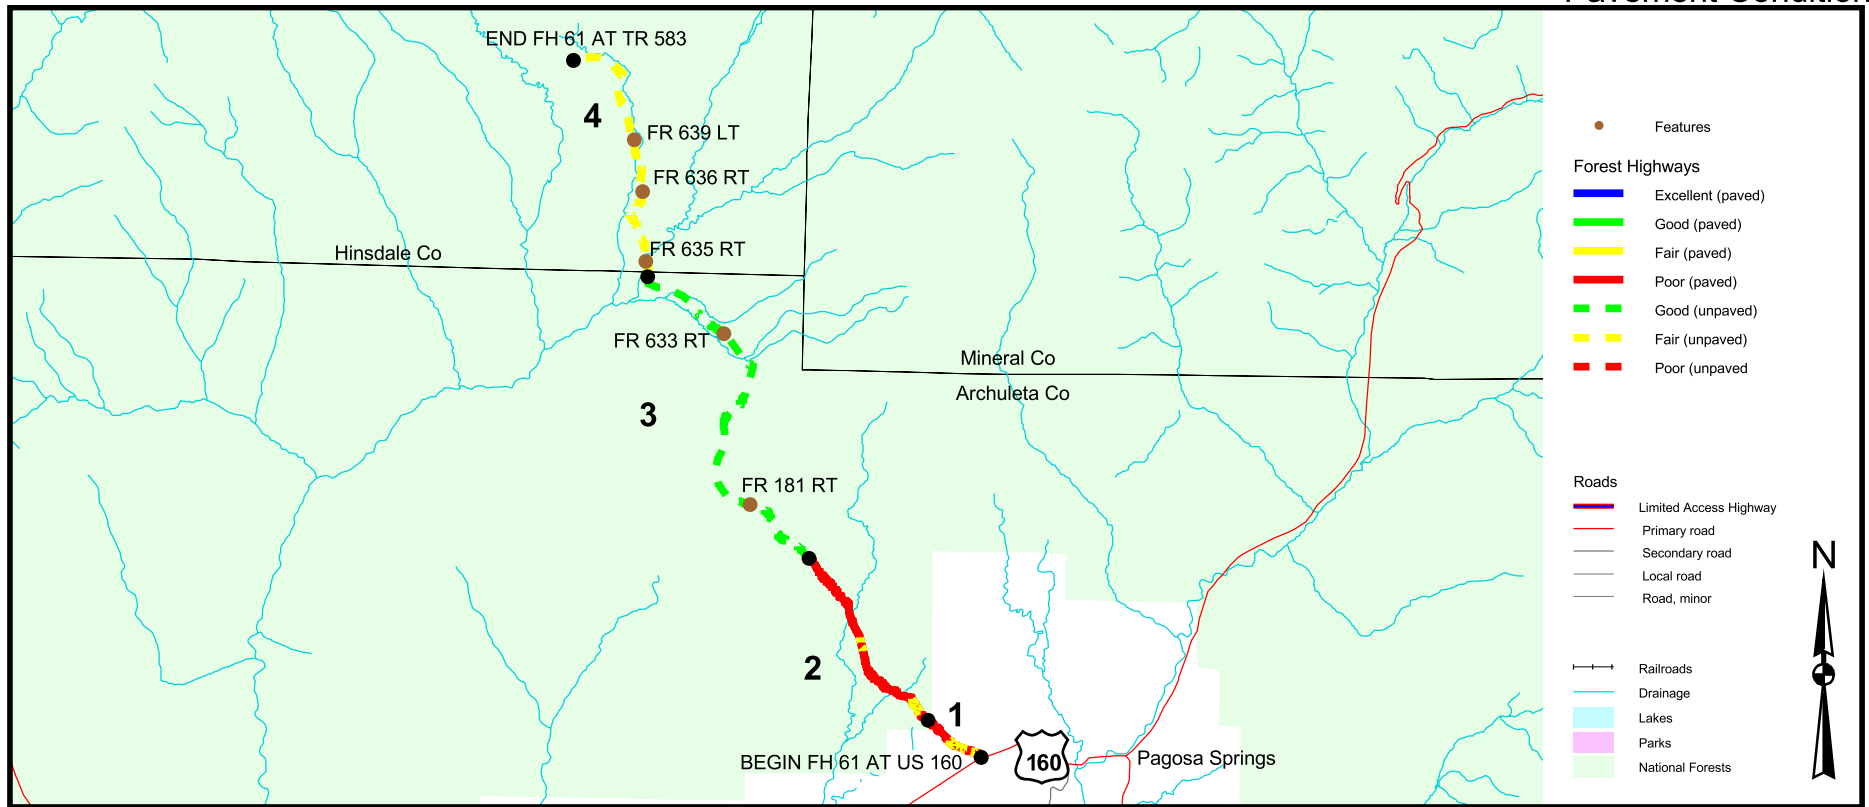 Pavement Condition
END FH 61 AT TR 583
4
FR 639 LT
FR 636 RT
FR 635 RT
Hinsdale Co
FR 633 RT
Mineral Co
Archuleta Co
3
FR 181 RT
2
1
BEGIN FH 61 AT US 160
160
Pagosa Springs
Features
Forest Highways
Excellent (paved)
Good (paved)
Fair (paved)
Poor (paved)
Good (unpaved)
Fair (unpaved)
Poor (unpaved
Roads
Limited Access Highway
Primary road
Secondary road
Local road
Road, minor
N
Railroads
Drainage
Lakes
Parks
National Forests